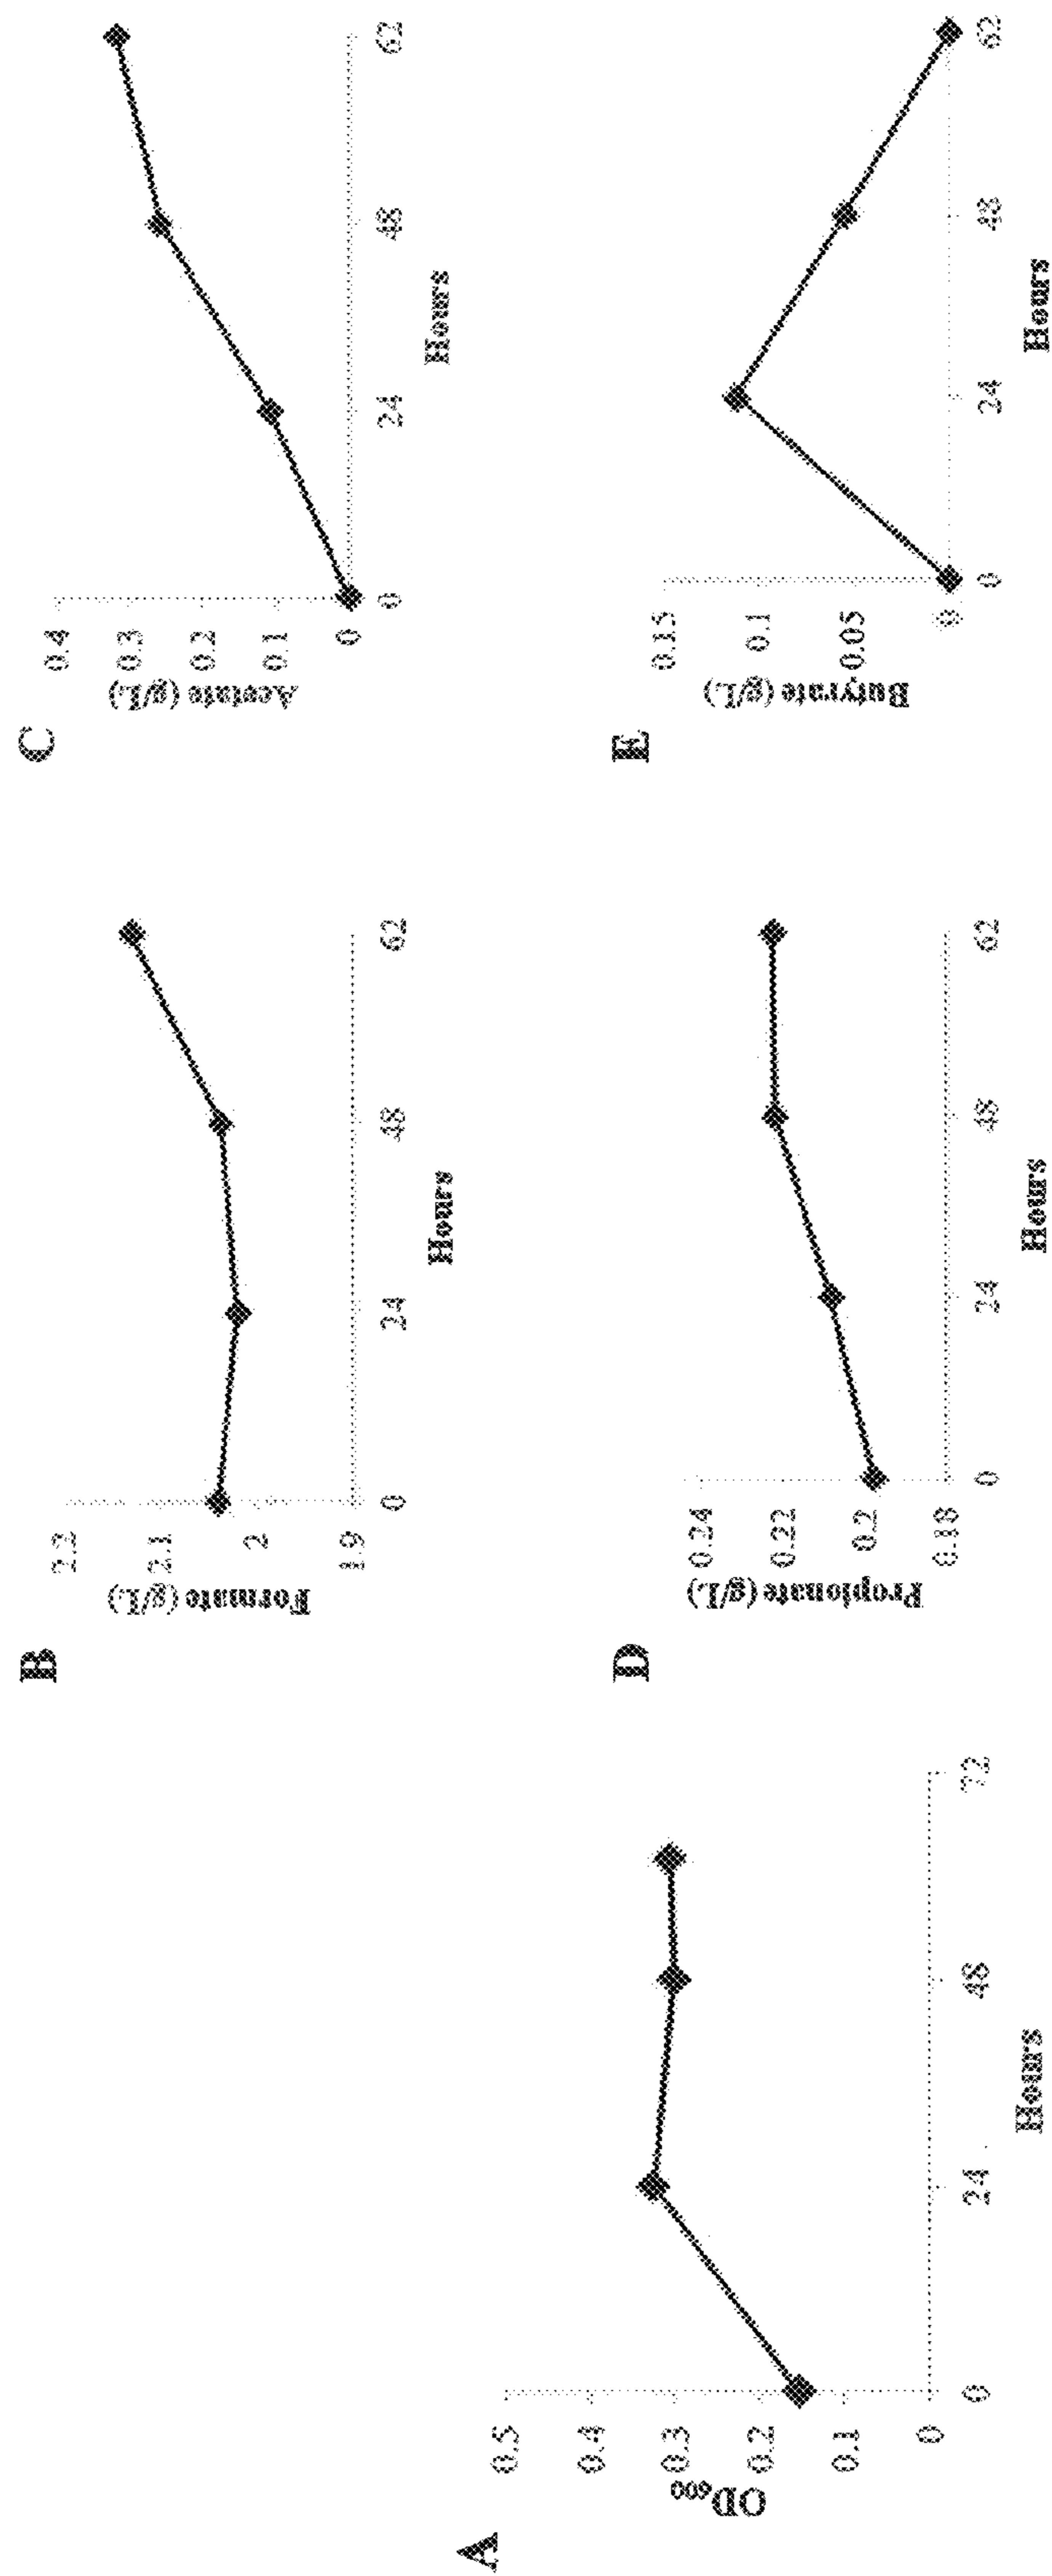 A
OD600
0.5
0.4
0.3
0.2
0.1
0
0 24 48 72
Hours
B
Formate (g/L)
2.2
2.1
2
1.9
0 24 48 62
Hours
C
Acetate (g/L)
0.4
0.3
0.2
0.1
0
0 24 48 62
Hours
D
Propionate (g/L)
0.24
0.22
0.2
0.18
0 24 48 62
Hours
E
Butyrate (g/L)
0.15
0.1
0.05
0
0 24 48 62
Hours